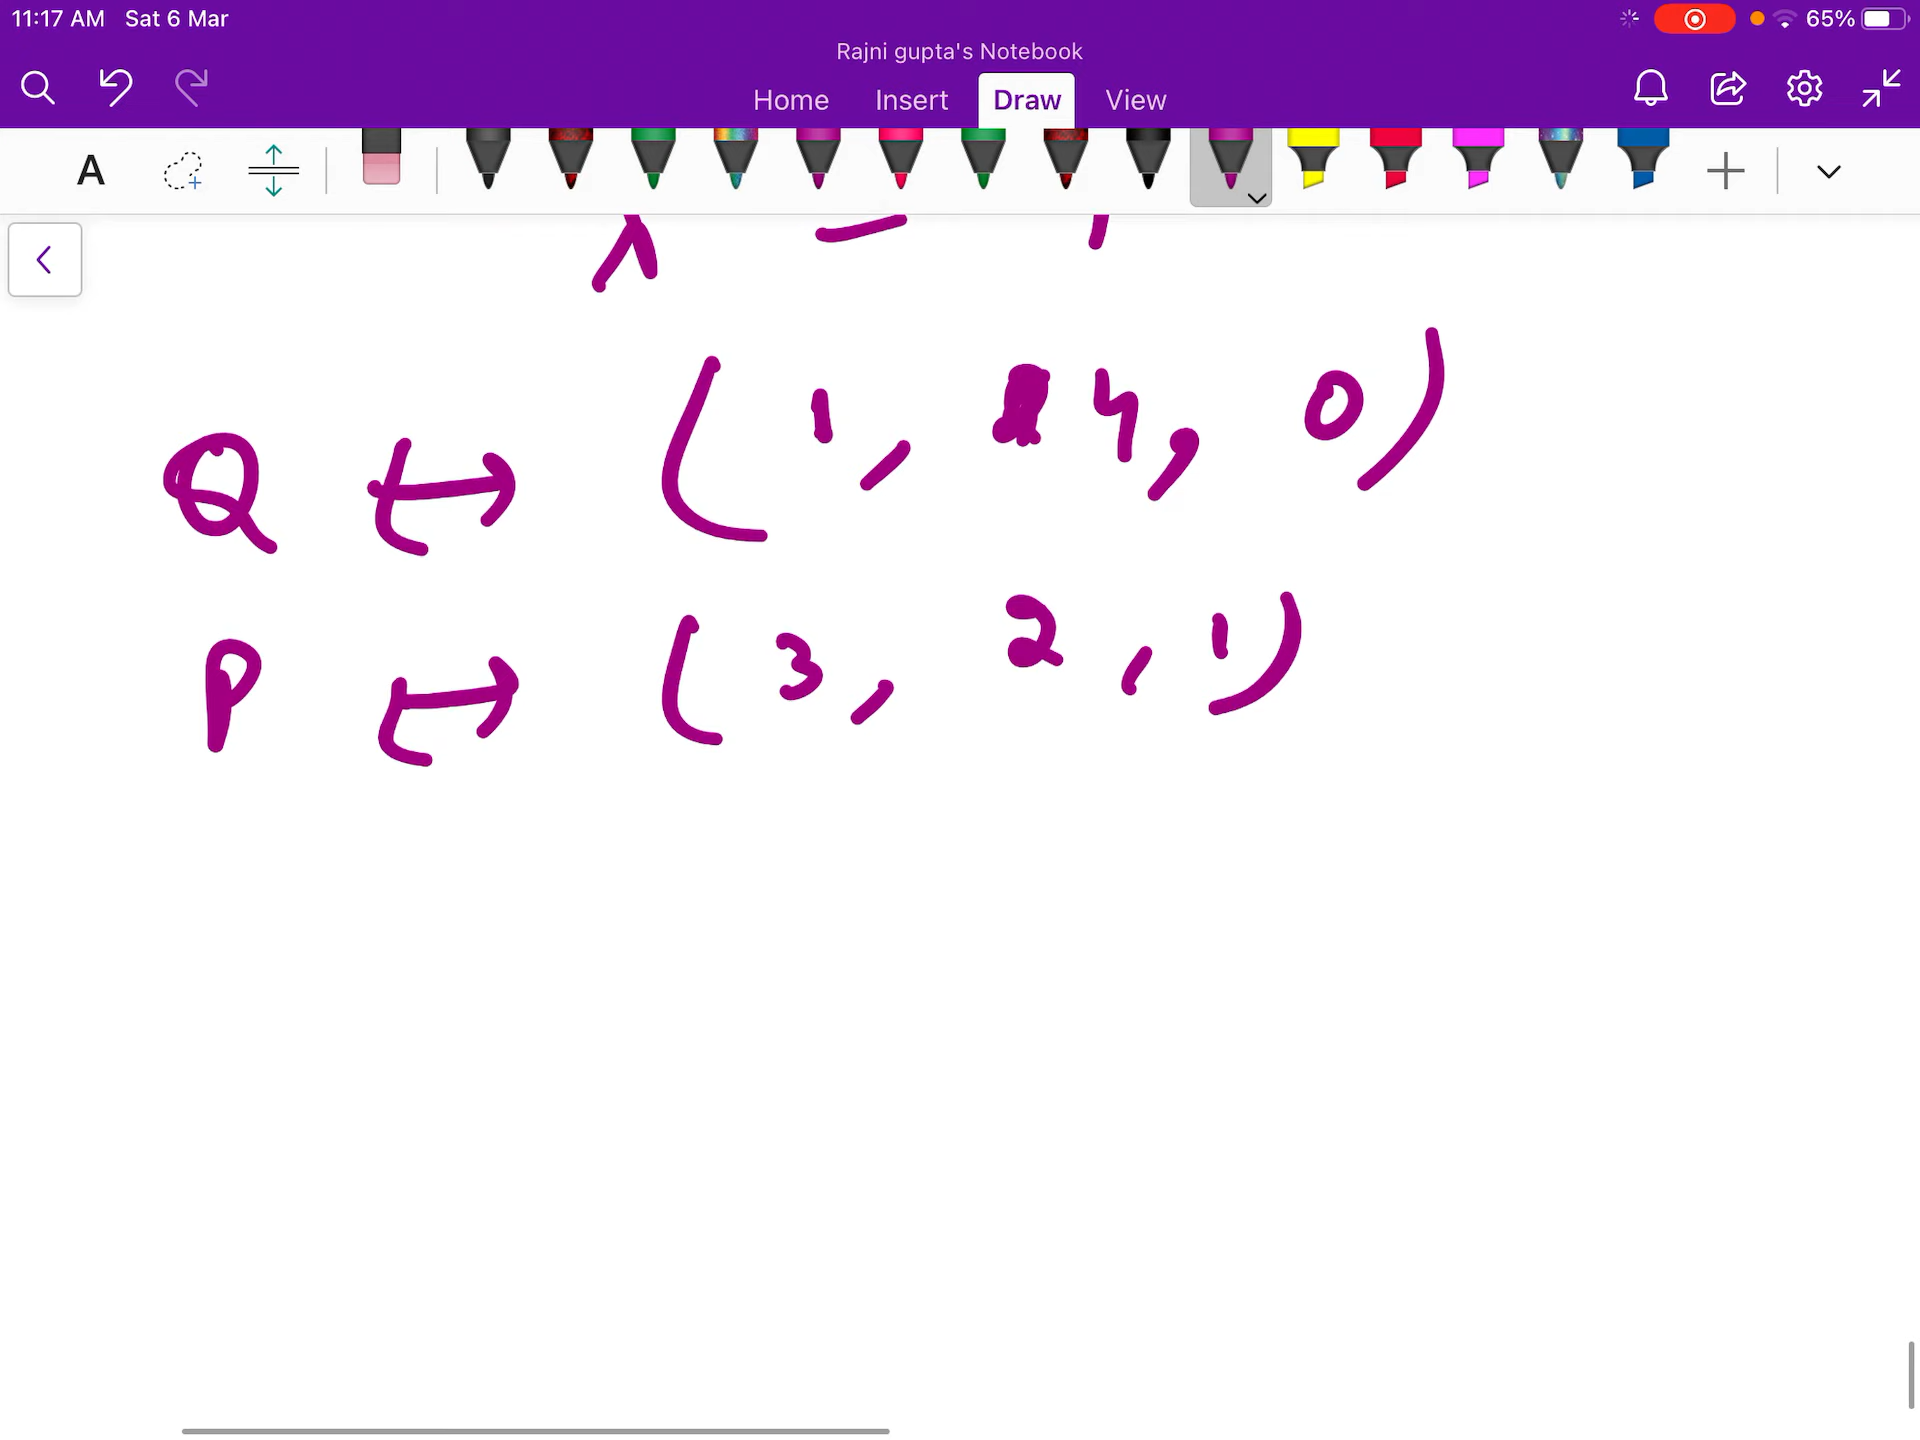 11:17 AM Sat 6 Mar 65%
Rajni gupta's Notebook
Home Insert Draw View
A
λ = 1
Q ↔ (1, 4, 0)
P ↔ (3, 2, 1)